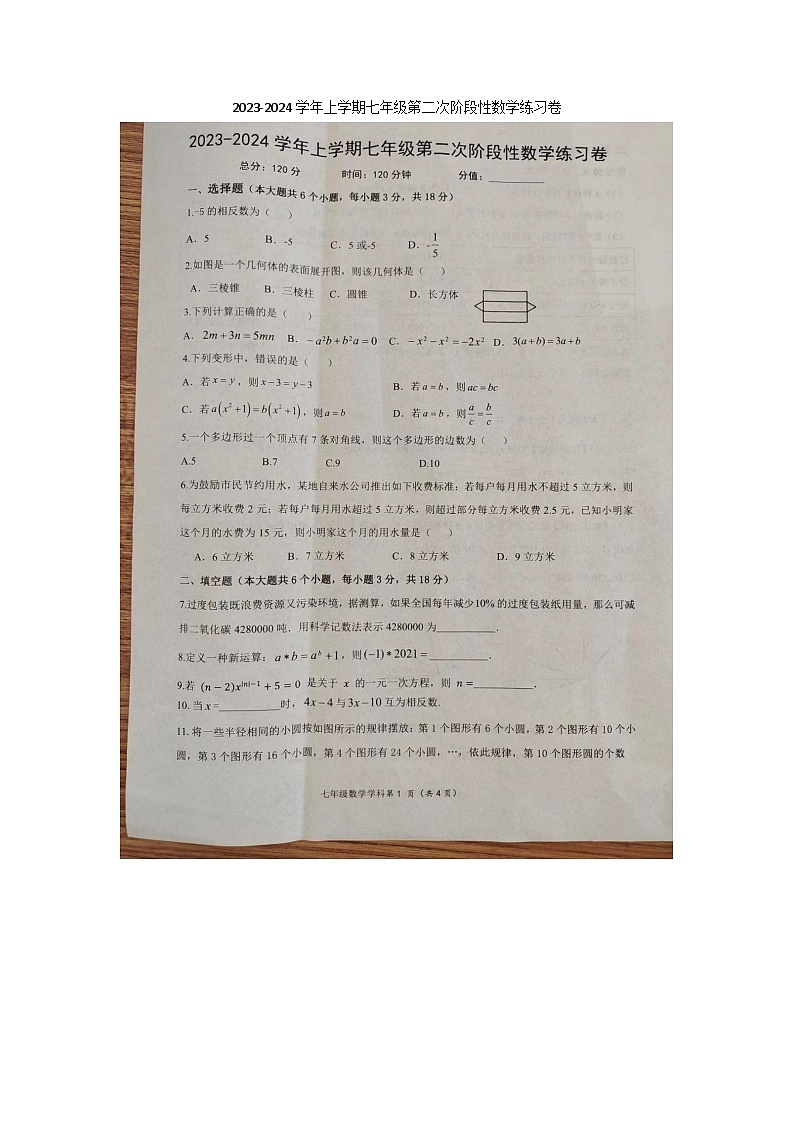 2023-2024 学年上学期七年级第二次阶段性数学练习卷
2023-2024 学年上学期七年级第二次阶段性数学练习卷
总分：120 分 时间：120 分钟 分值：________
一、选择题（本大题共 6 个小题，每小题 3 分，共 18 分）
1.-5 的相反数为（ ）
A．5 B．-5 C．5 或-5 D．-1/5
2.如图是一个几何体的表面展开图，则该几何体是（ ）
A．三棱锥 B．三棱柱 C．圆锥 D．长方体
3.下列计算正确的是（ ）
A．2m+3n=5mn B．-a²b+b²a=0 C．-x²-x²=-2x² D．3(a+b)=3a+b
4.下列变形中，错误的是（ ）
A．若 x=y，则 x-3=y-3 B．若 a=b，则 ac=bc
C．若 a(x²+1)=b(x²+1)，则 a=b D．若 a=b，则 a/c=b/c
5.一个多边形过一个顶点有 7 条对角线，则这个多边形的边数为（ ）
A.5 B.7 C.9 D.10
6.为鼓励市民节约用水，某地自来水公司推出如下收费标准：若每户每月用水不超过 5 立方米，则
每立方米收费 2 元；若每户每月用水超过 5 立方米，则超过部分每立方米收费 2.5 元，已知小明家
这个月的水费为 15 元，则小明家这个月的用水量是（ ）
A．6 立方米 B．7 立方米 C．8 立方米 D．9 立方米
二、填空题（本大题共 6 个小题，每小题 3 分，共 18 分）
7.过度包装既浪费资源又污染环境，据测算，如果全国每年减少10% 的过度包装纸用量，那么可减
排二氧化碳 4280000 吨．用科学记数法表示 4280000 为__________．
8.定义一种新运算：a*b=aᵇ+1，则(-1)*2021=__________．
9.若 (n-2)x^{|n|-1}+5=0 是关于 x 的一元一次方程，则 n=__________．
10. 当 x=__________时，4x-4 与 3x-10 互为相反数.
11. 将一些半径相同的小圆按如图所示的规律摆放：第 1 个图形有 6 个小圆，第 2 个图形有 10 个小
圆，第 3 个图形有 16 个小圆，第 4 个图形有 24 个小圆，…，依此规律，第 10 个图形圆的个数
七年级数学学科第 1 页（共 4 页）